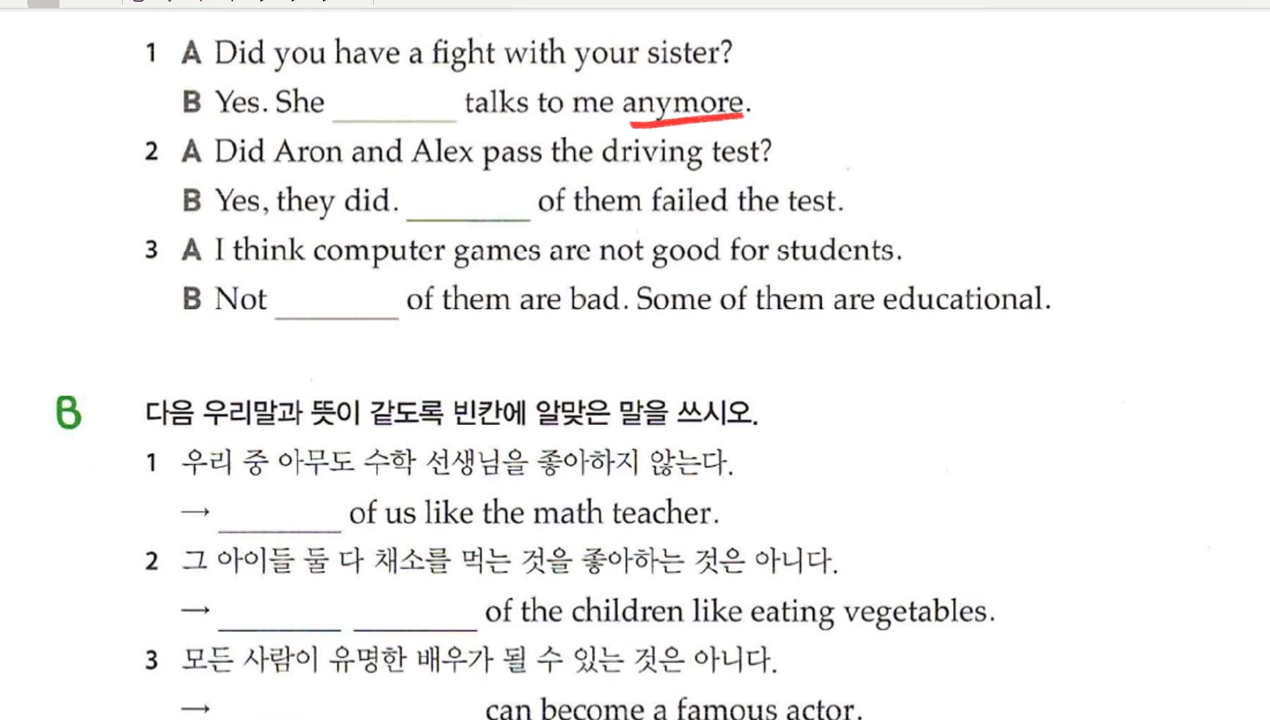 1 A Did you have a fight with your sister?
B Yes. She ________ talks to me anymore.
2 A Did Aron and Alex pass the driving test?
B Yes, they did. ________ of them failed the test.
3 A I think computer games are not good for students.
B Not ________ of them are bad. Some of them are educational.
B 다음 우리말과 뜻이 같도록 빈칸에 알맞은 말을 쓰시오.
1 우리 중 아무도 수학 선생님을 좋아하지 않는다.
→ ________ of us like the math teacher.
2 그 아이들 둘 다 채소를 먹는 것을 좋아하는 것은 아니다.
→ ________ ________ of the children like eating vegetables.
3 모든 사람이 유명한 배우가 될 수 있는 것은 아니다.
→ can become a famous actor.